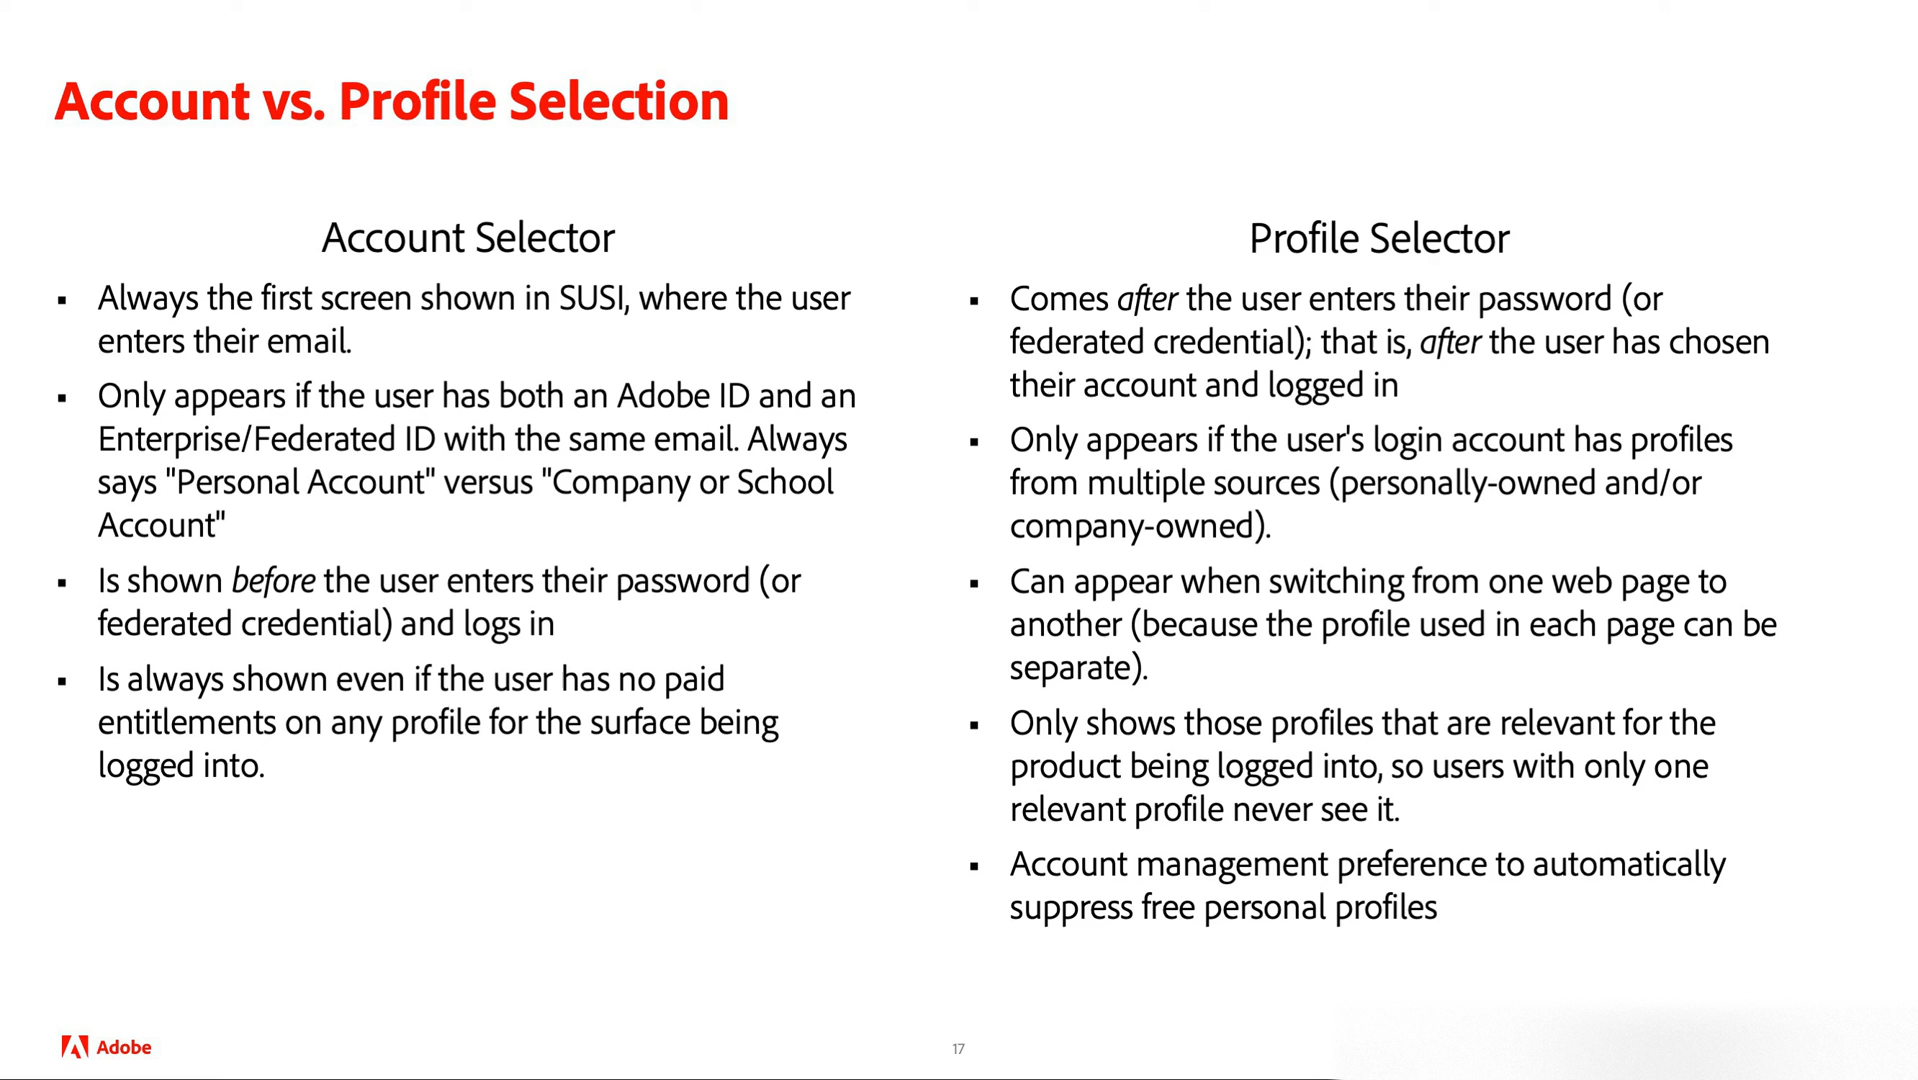 Account vs. Profile Selection
Account Selector
▪ Always the first screen shown in SUSI, where the user
enters their email.
▪ Only appears if the user has both an Adobe ID and an
Enterprise/Federated ID with the same email. Always
says "Personal Account" versus "Company or School
Account"
▪ Is shown before the user enters their password (or
federated credential) and logs in
▪ Is always shown even if the user has no paid
entitlements on any profile for the surface being
logged into.
Profile Selector
▪ Comes after the user enters their password (or
federated credential); that is, after the user has chosen
their account and logged in
▪ Only appears if the user's login account has profiles
from multiple sources (personally-owned and/or
company-owned).
▪ Can appear when switching from one web page to
another (because the profile used in each page can be
separate).
▪ Only shows those profiles that are relevant for the
product being logged into, so users with only one
relevant profile never see it.
▪ Account management preference to automatically
suppress free personal profiles
Adobe
17